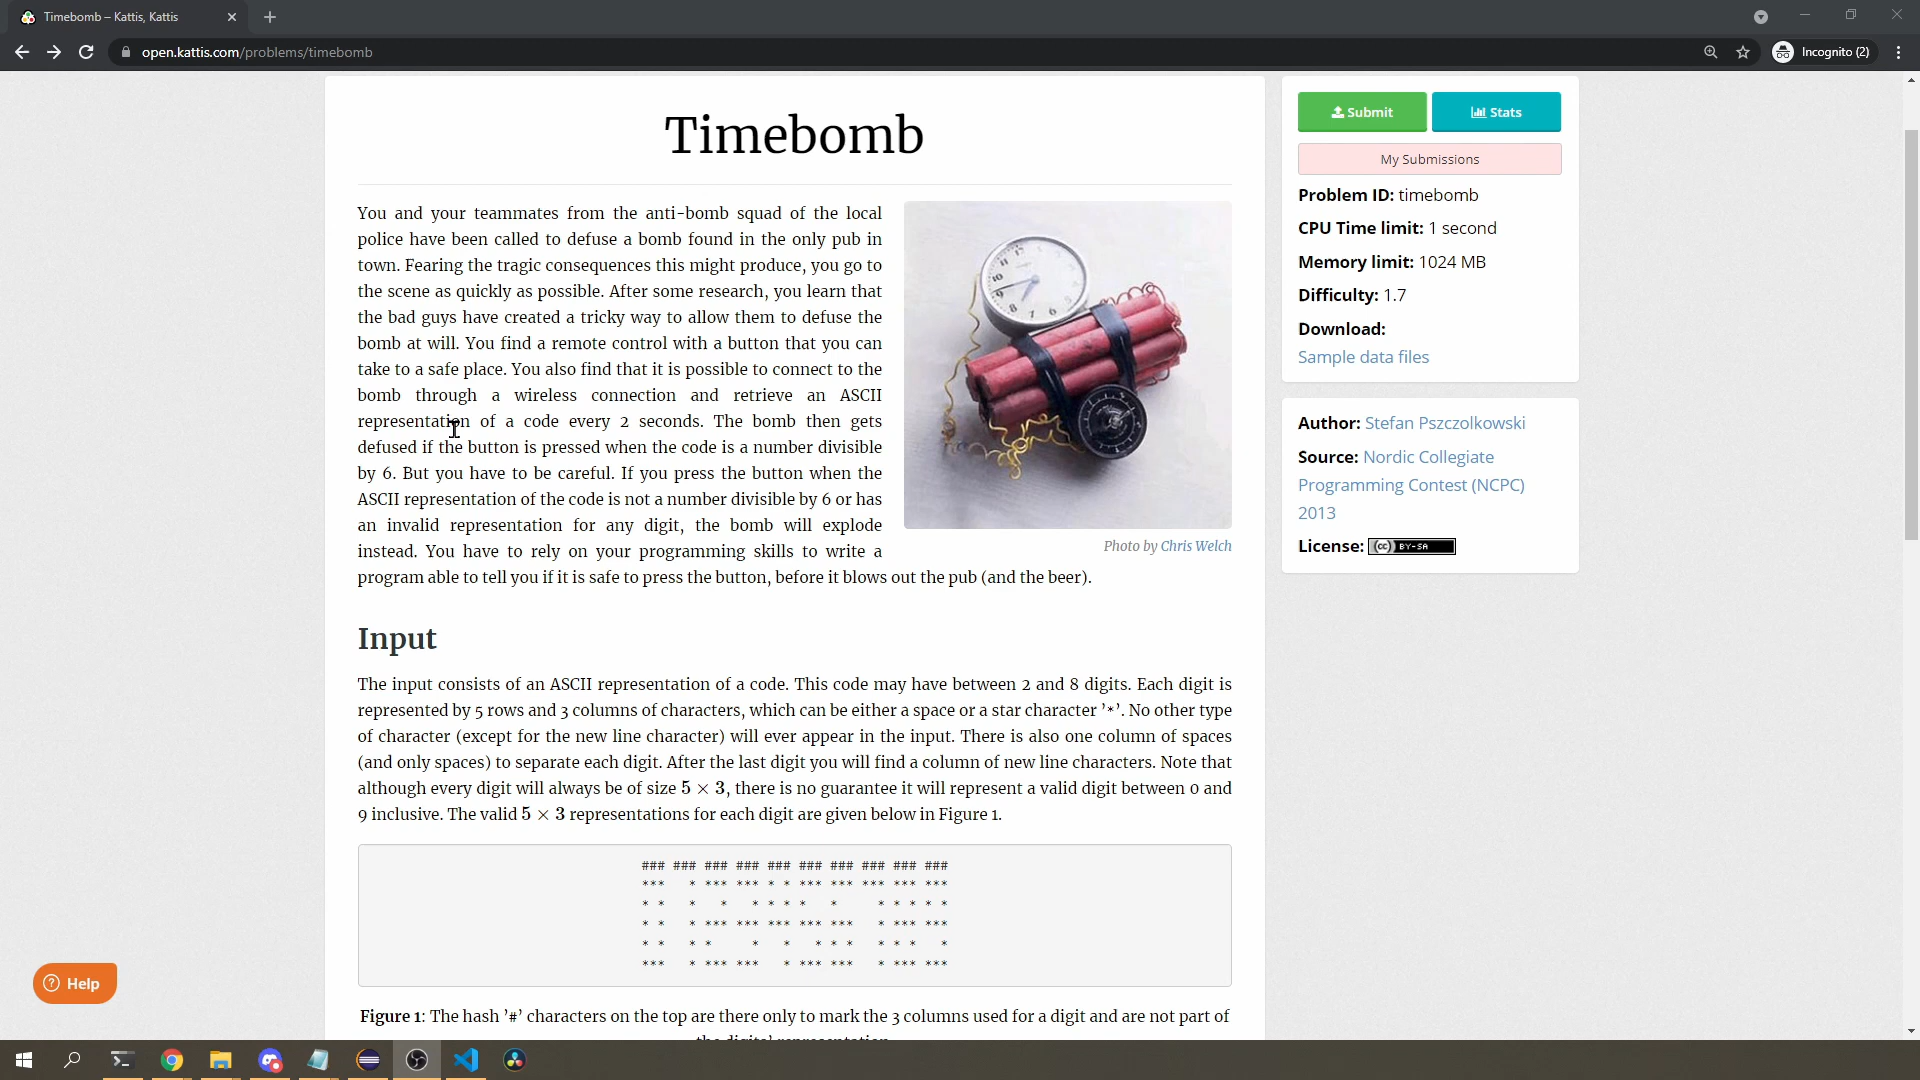 Timebomb – Kattis, Kattis
open.kattis.com/problems/timebomb
Incognito (2)
Timebomb
You and your teammates from the anti-bomb squad of the local
police have been called to defuse a bomb found in the only pub in
town. Fearing the tragic consequences this might produce, you go to
the scene as quickly as possible. After some research, you learn that
the bad guys have created a tricky way to allow them to defuse the
bomb at will. You find a remote control with a button that you can
take to a safe place. You also find that it is possible to connect to the
bomb through a wireless connection and retrieve an ASCII
representation of a code every 2 seconds. The bomb then gets
defused if the button is pressed when the code is a number divisible
by 6. But you have to be careful. If you press the button when the
ASCII representation of the code is not a number divisible by 6 or has
an invalid representation for any digit, the bomb will explode
instead. You have to rely on your programming skills to write a
program able to tell you if it is safe to press the button, before it blows out the pub (and the beer).
Photo by Chris Welch
Input
The input consists of an ASCII representation of a code. This code may have between 2 and 8 digits. Each digit is
represented by 5 rows and 3 columns of characters, which can be either a space or a star character ’*’. No other type
of character (except for the new line character) will ever appear in the input. There is also one column of spaces
(and only spaces) to separate each digit. After the last digit you will find a column of new line characters. Note that
although every digit will always be of size 5 × 3, there is no guarantee it will represent a valid digit between 0 and
9 inclusive. The valid 5 × 3 representations for each digit are given below in Figure 1.
### ### ### ### ### ### ### ### ### ###
***   * *** *** * * *** *** *** *** ***
* *   *   *   * * * *   *     * * * * *
* *   * *** *** *** *** ***   * *** ***
* *   * *     *   *   * * *   * * *   *
***   * *** ***   * *** ***   * *** ***
Figure 1: The hash ’#’ characters on the top are there only to mark the 3 columns used for a digit and are not part of
the digits’ representation
Submit
Stats
My Submissions
Problem ID: timebomb
CPU Time limit: 1 second
Memory limit: 1024 MB
Difficulty: 1.7
Download:
Sample data files
Author: Stefan Pszczolkowski
Source: Nordic Collegiate
Programming Contest (NCPC)
2013
License: (cc) BY-SA
Help